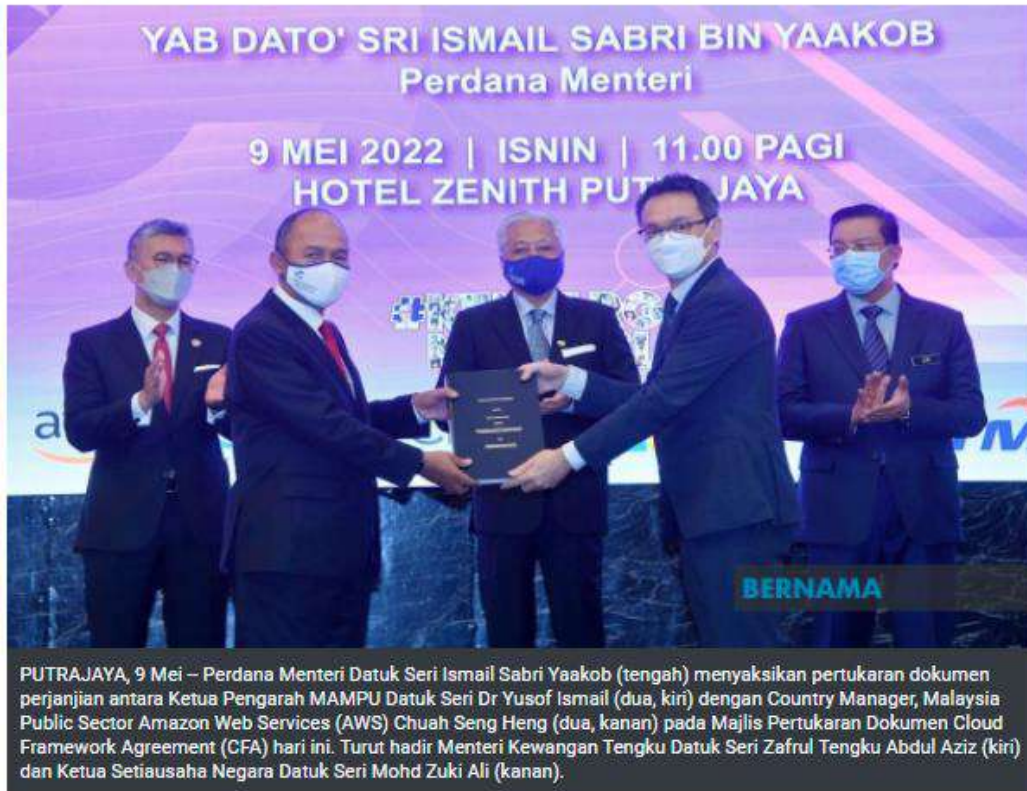 YAB DATO' SRI ISMAIL SABRI BIN YAAKOB
Perdana Menteri
9 MEI 2022 | ISNIN | 11.00 PAGI
HOTEL ZENITH PUTRAJAYA
BERNAMA
PUTRAJAYA, 9 Mei – Perdana Menteri Datuk Seri Ismail Sabri Yaakob (tengah) menyaksikan pertukaran dokumen
perjanjian antara Ketua Pengarah MAMPU Datuk Seri Dr Yusof Ismail (dua, kiri) dengan Country Manager, Malaysia
Public Sector Amazon Web Services (AWS) Chuah Seng Heng (dua, kanan) pada Majlis Pertukaran Dokumen Cloud
Framework Agreement (CFA) hari ini. Turut hadir Menteri Kewangan Tengku Datuk Seri Zafrul Tengku Abdul Aziz (kiri)
dan Ketua Setiausaha Negara Datuk Seri Mohd Zuki Ali (kanan).